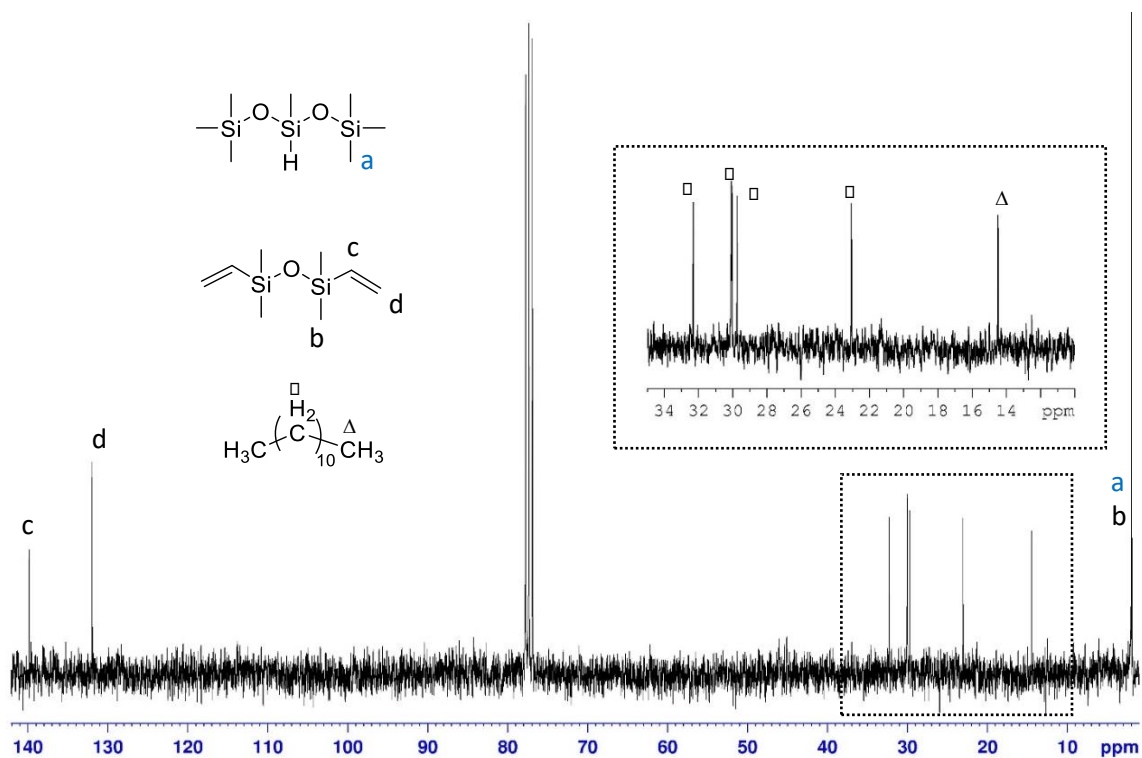 O O
Si Si Si
H
a
c
O
Si Si
d
b
□
H2
Δ
H3C C CH3
10
□ □ □ □ Δ
34 32 30 28 26 24 22 20 18 16 14 ppm
d
c
a
b
140 130 120 110 100 90 80 70 60 50 40 30 20 10 ppm